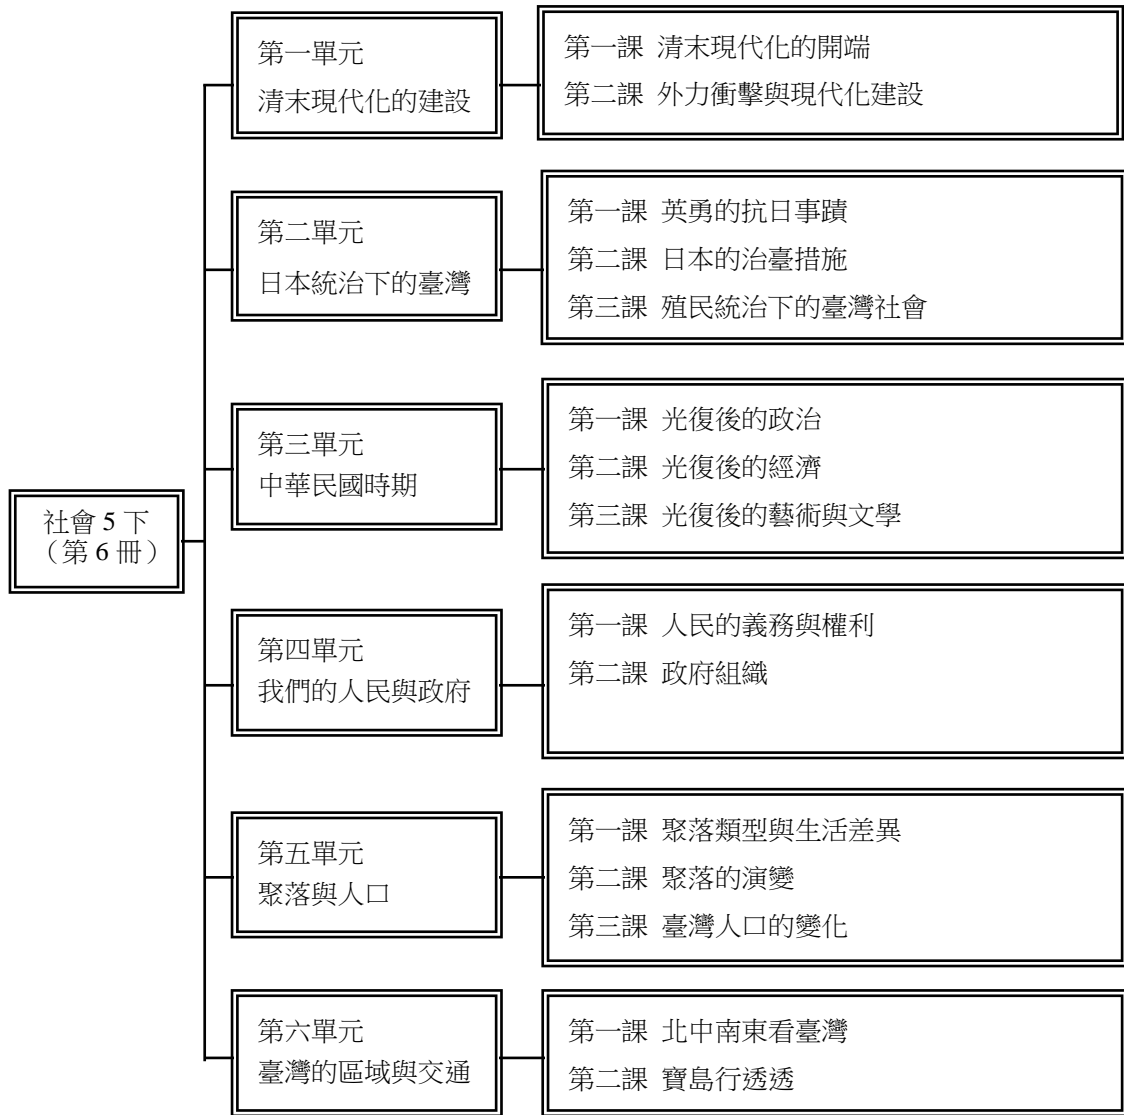 社會 5 下
（第 6 冊）
第一單元
清末現代化的建設
第一課 清末現代化的開端
第二課 外力衝擊與現代化建設
第二單元
日本統治下的臺灣
第一課 英勇的抗日事蹟
第二課 日本的治臺措施
第三課 殖民統治下的臺灣社會
第三單元
中華民國時期
第一課 光復後的政治
第二課 光復後的經濟
第三課 光復後的藝術與文學
第四單元
我們的人民與政府
第一課 人民的義務與權利
第二課 政府組織
第五單元
聚落與人口
第一課 聚落類型與生活差異
第二課 聚落的演變
第三課 臺灣人口的變化
第六單元
臺灣的區域與交通
第一課 北中南東看臺灣
第二課 寶島行透透